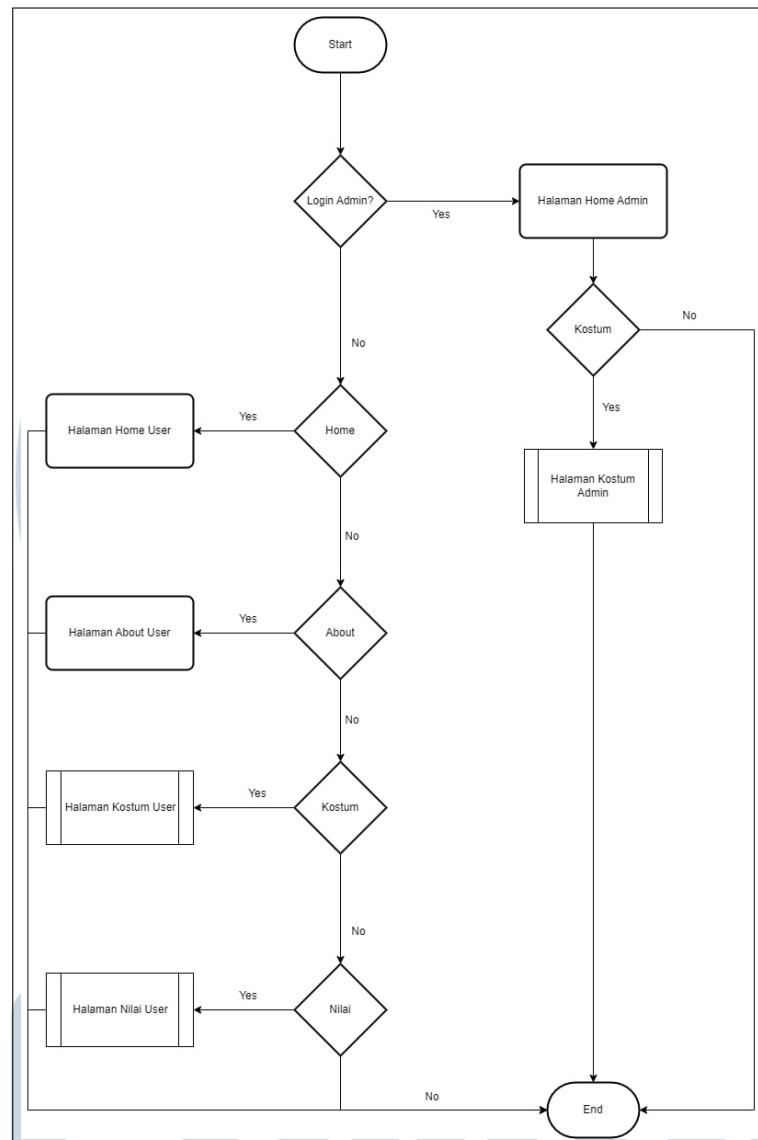 Start
Login Admin?
Yes
Halaman Home Admin
Kostum
No
No
Yes
Halaman Home User
Yes
Home
Halaman Kostum
Admin
No
Halaman About User
Yes
About
No
Halaman Kostum User
Yes
Kostum
No
Halaman Nilai User
Yes
Nilai
No
End